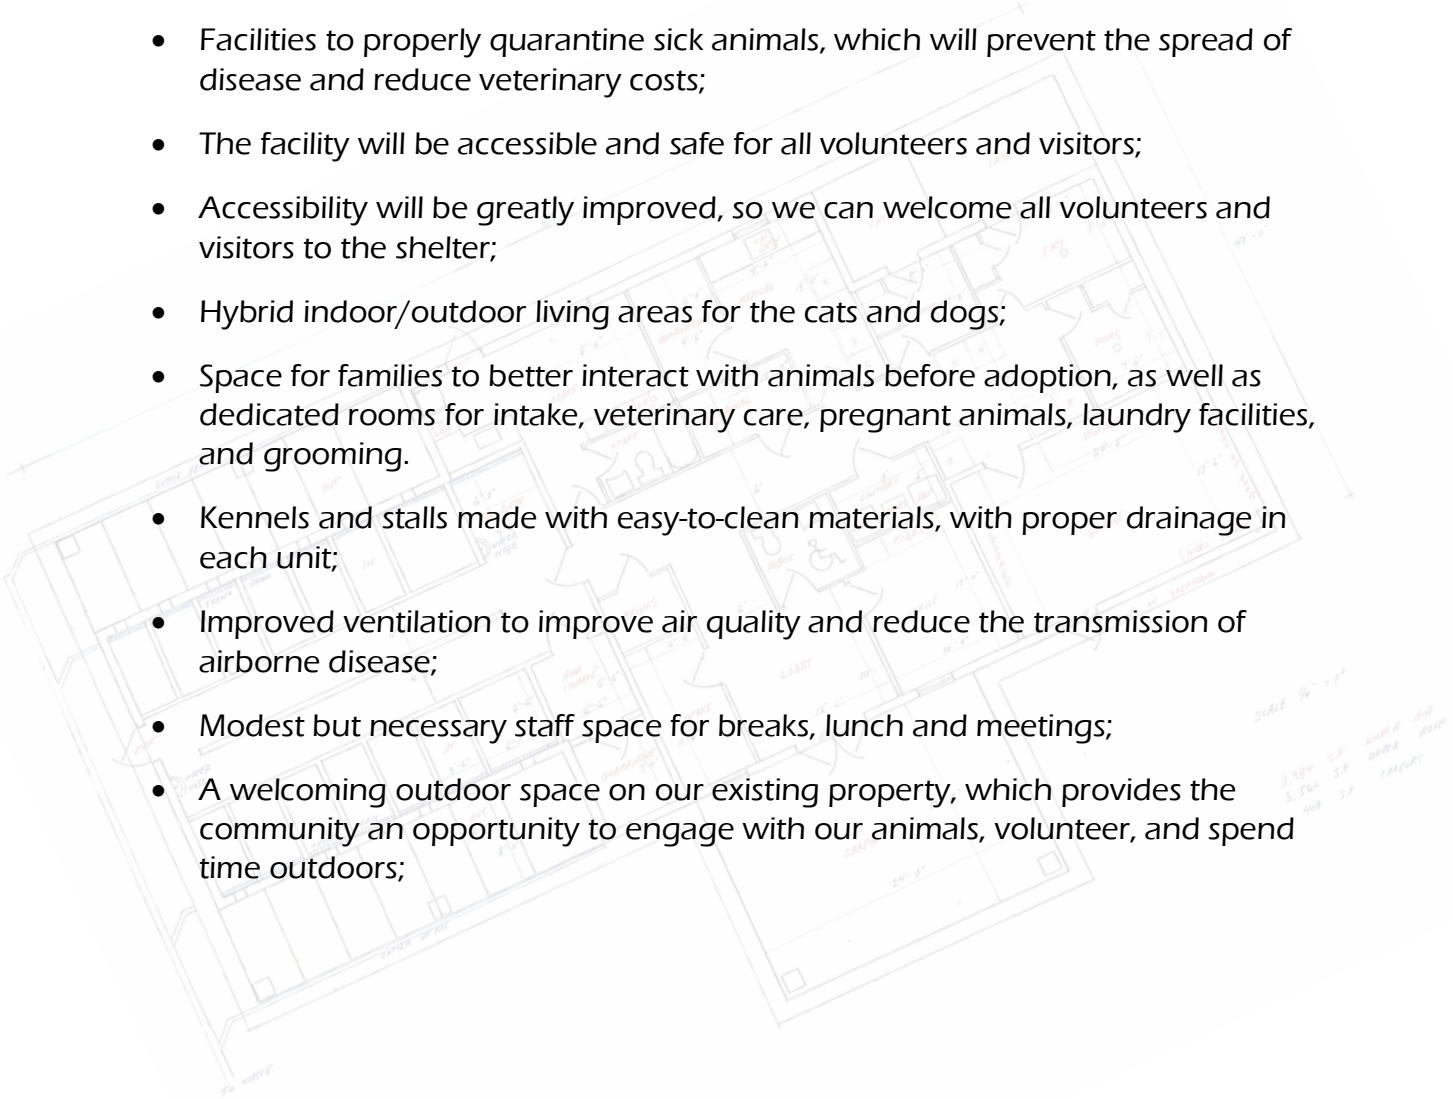 • Facilities to properly quarantine sick animals, which will prevent the spread of
disease and reduce veterinary costs;
• The facility will be accessible and safe for all volunteers and visitors;
• Accessibility will be greatly improved, so we can welcome all volunteers and
visitors to the shelter;
• Hybrid indoor/outdoor living areas for the cats and dogs;
• Space for families to better interact with animals before adoption, as well as
dedicated rooms for intake, veterinary care, pregnant animals, laundry facilities,
and grooming.
• Kennels and stalls made with easy-to-clean materials, with proper drainage in
each unit;
• Improved ventilation to improve air quality and reduce the transmission of
airborne disease;
• Modest but necessary staff space for breaks, lunch and meetings;
• A welcoming outdoor space on our existing property, which provides the
community an opportunity to engage with our animals, volunteer, and spend
time outdoors;
LOBBY
SCALE
24'-0"
TO WASTE